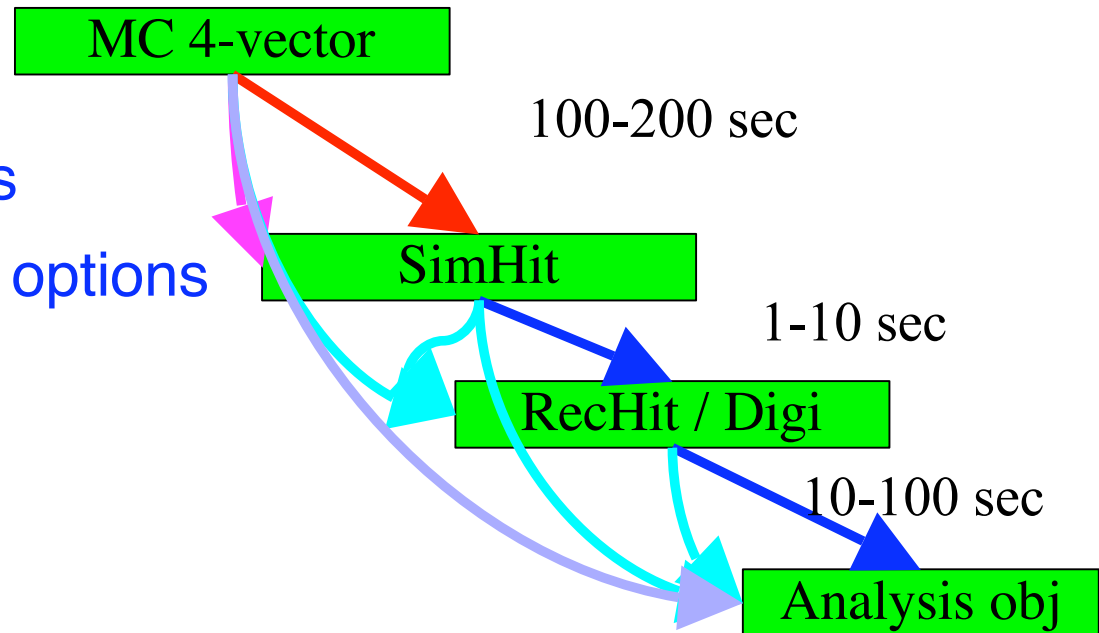 MC 4-vector
100-200 sec
s
options
SimHit
1-10 sec
RecHit / Digi
10-100 sec
Analysis obj